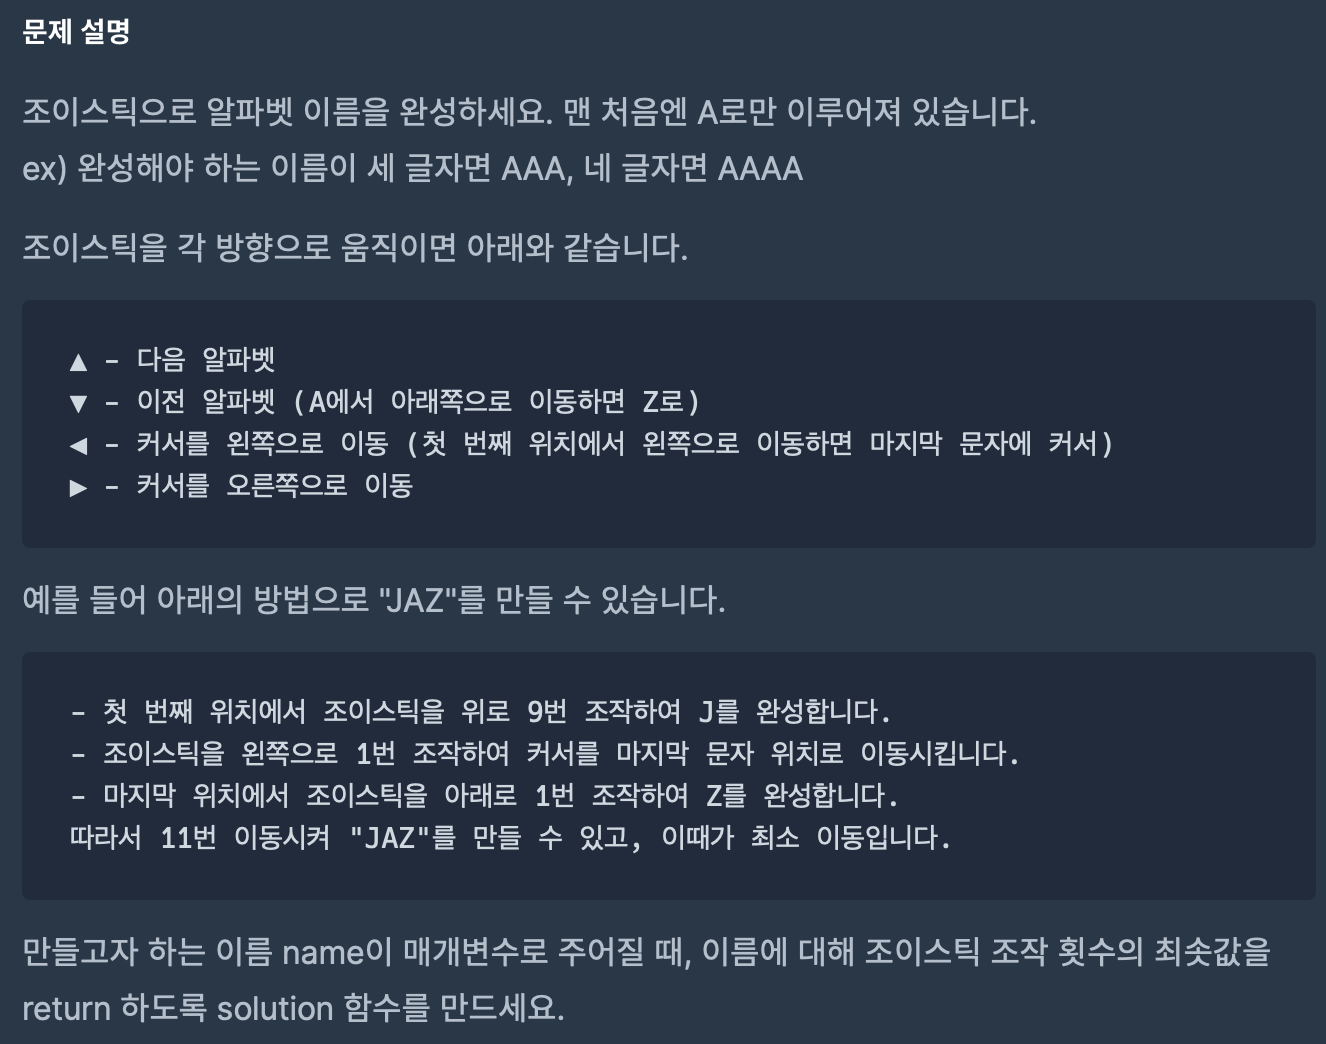 문제 설명
조이스틱으로 알파벳 이름을 완성하세요. 맨 처음엔 A로만 이루어져 있습니다.
ex) 완성해야 하는 이름이 세 글자면 AAA, 네 글자면 AAAA
조이스틱을 각 방향으로 움직이면 아래와 같습니다.
▲ - 다음 알파벳
▼ - 이전 알파벳 (A에서 아래쪽으로 이동하면 Z로)
◀ - 커서를 왼쪽으로 이동 (첫 번째 위치에서 왼쪽으로 이동하면 마지막 문자에 커서)
▶ - 커서를 오른쪽으로 이동
예를 들어 아래의 방법으로 "JAZ"를 만들 수 있습니다.
- 첫 번째 위치에서 조이스틱을 위로 9번 조작하여 J를 완성합니다.
- 조이스틱을 왼쪽으로 1번 조작하여 커서를 마지막 문자 위치로 이동시킵니다.
- 마지막 위치에서 조이스틱을 아래로 1번 조작하여 Z를 완성합니다.
따라서 11번 이동시켜 "JAZ"를 만들 수 있고, 이때가 최소 이동입니다.
만들고자 하는 이름 name이 매개변수로 주어질 때, 이름에 대해 조이스틱 조작 횟수의 최솟값을
return 하도록 solution 함수를 만드세요.